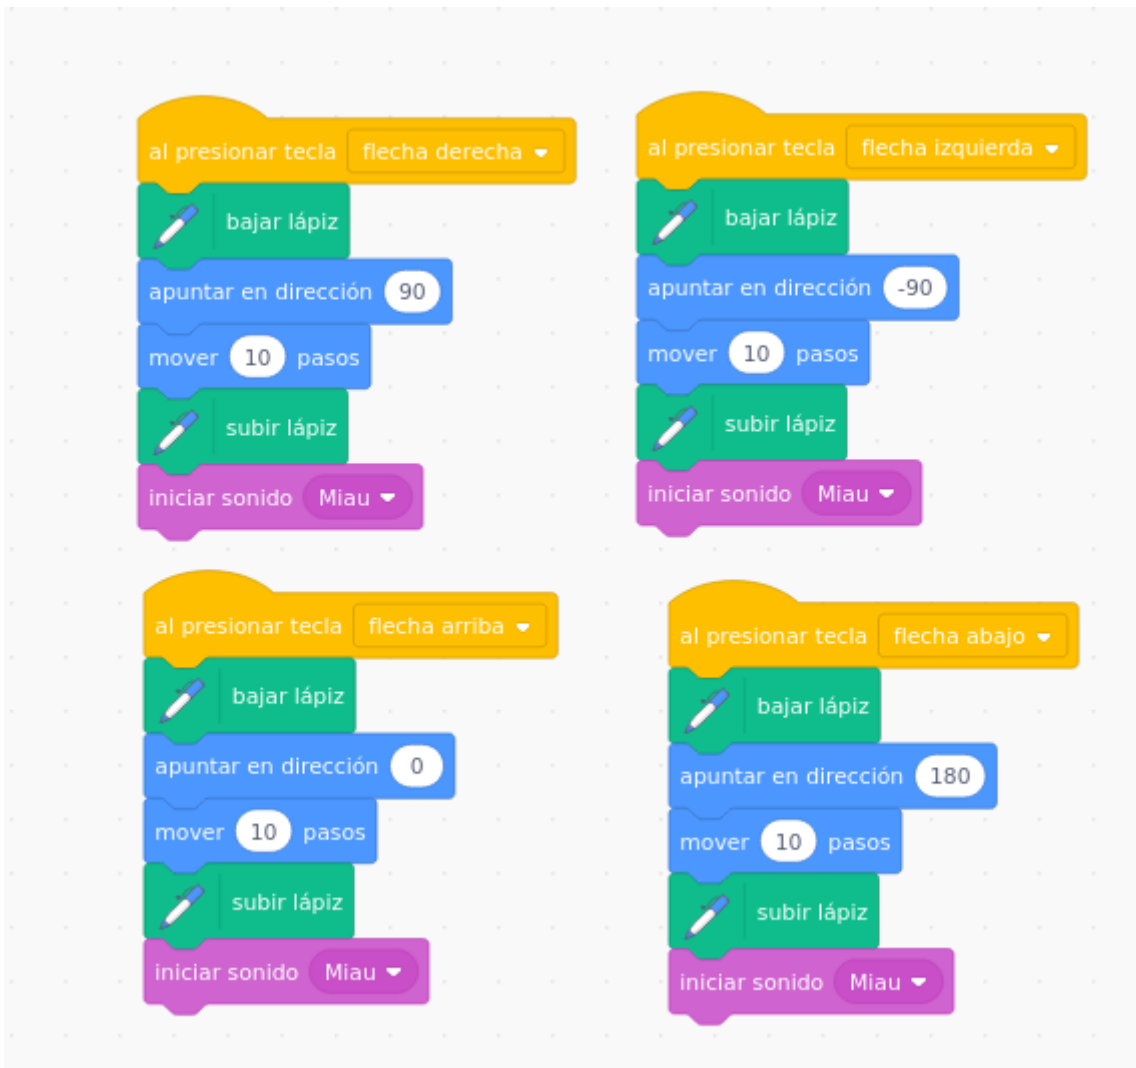 al presionar tecla flecha derecha
bajar lápiz
apuntar en dirección 90
mover 10 pasos
subir lápiz
iniciar sonido Miau
al presionar tecla flecha izquierda
bajar lápiz
apuntar en dirección -90
mover 10 pasos
subir lápiz
iniciar sonido Miau
al presionar tecla flecha arriba
bajar lápiz
apuntar en dirección 0
mover 10 pasos
subir lápiz
iniciar sonido Miau
al presionar tecla flecha abajo
bajar lápiz
apuntar en dirección 180
mover 10 pasos
subir lápiz
iniciar sonido Miau